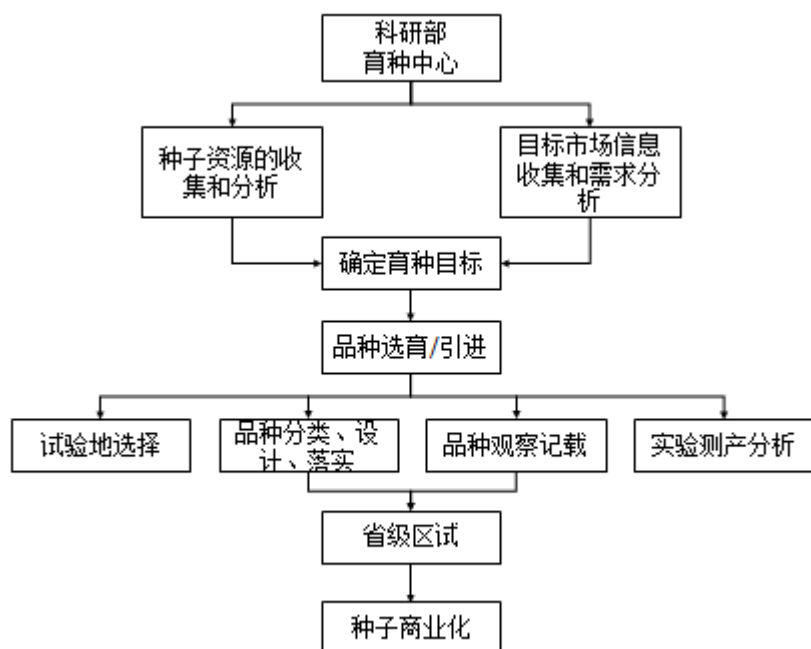 科研部
育种中心
种子资源的收
集和分析
目标市场信息
收集和需求分
析
确定育种目标
品种选育/引进
试验地选择
品种分类、设
计、落实
品种观察记载
实验测产分析
省级区试
种子商业化